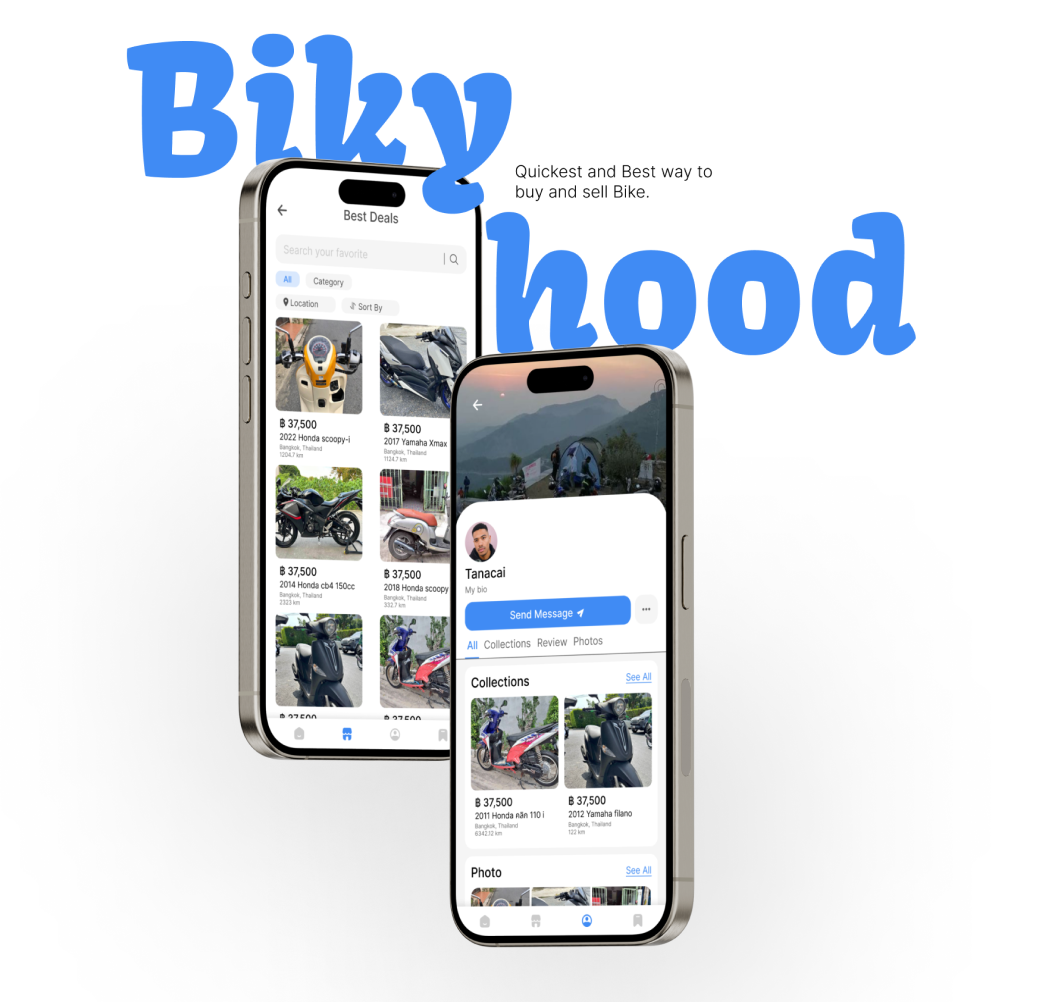 Biky
Quickest and Best way to
buy and sell Bike.
hood
Best Deals
Search your favorite
All
Category
Location
Sort By
฿ 37,500
2022 Honda scoopy-i
Bangkok, Thailand
1204.7 km
฿ 37,500
2017 Yamaha Xmax
Bangkok, Thailand
1124.7 km
฿ 37,500
2014 Honda cb4 150cc
Bangkok, Thailand
2323 km
฿ 37,500
2018 Honda scoopy
Bangkok, Thailand
332.7 km
฿ 37,500
฿ 37,500
Tanacai
My bio
Send Message
All Collections Review Photos
Collections
See All
฿ 37,500
2011 Honda คลิก 110 i
Bangkok, Thailand
6342.12 km
฿ 37,500
2012 Yamaha filano
Bangkok, Thailand
122 km
Photo
See All